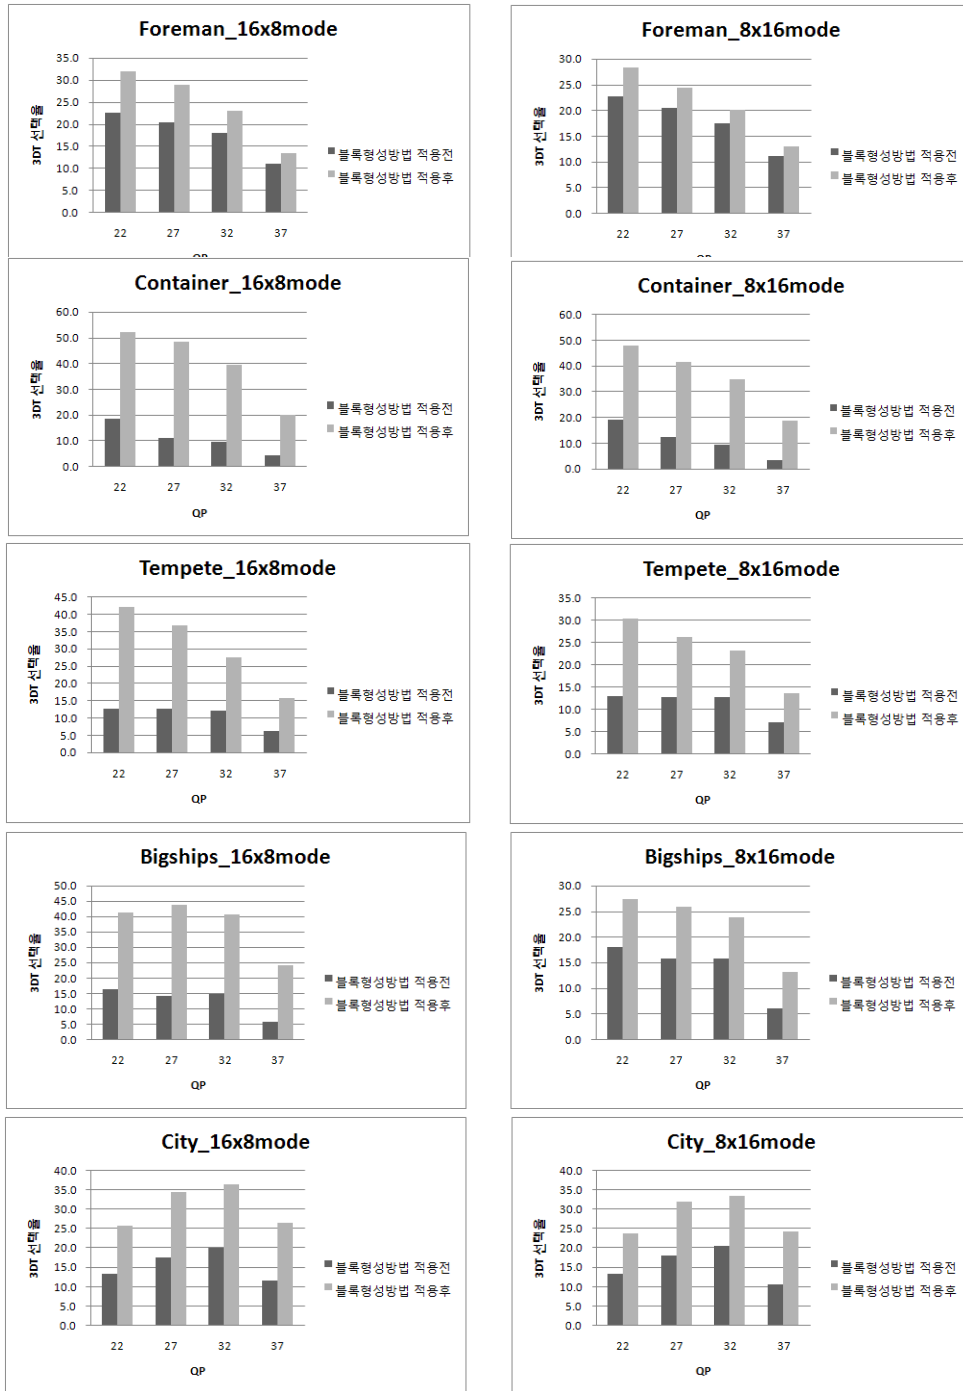 Foreman_16x8mode
3DT 선택율
35.0
30.0
25.0
20.0
15.0
10.0
5.0
0.0
22 27 32 37
QP
블록형성방법 적용전
블록형성방법 적용후
Foreman_8x16mode
3DT 선택율
30.0
25.0
20.0
15.0
10.0
5.0
0.0
22 27 32 37
QP
블록형성방법 적용전
블록형성방법 적용후
Container_16x8mode
3DT 선택율
60.0
50.0
40.0
30.0
20.0
10.0
0.0
22 27 32 37
QP
블록형성방법 적용전
블록형성방법 적용후
Container_8x16mode
3DT 선택율
60.0
50.0
40.0
30.0
20.0
10.0
0.0
22 27 32 37
QP
블록형성방법 적용전
블록형성방법 적용후
Tempete_16x8mode
3DT 선택율
45.0
40.0
35.0
30.0
25.0
20.0
15.0
10.0
5.0
0.0
22 27 32 37
QP
블록형성방법 적용전
블록형성방법 적용후
Tempete_8x16mode
3DT 선택율
35.0
30.0
25.0
20.0
15.0
10.0
5.0
0.0
22 27 32 37
QP
블록형성방법 적용전
블록형성방법 적용후
Bigships_16x8mode
3DT 선택율
50.0
45.0
40.0
35.0
30.0
25.0
20.0
15.0
10.0
5.0
0.0
22 27 32 37
QP
블록형성방법 적용전
블록형성방법 적용후
Bigships_8x16mode
3DT 선택율
30.0
25.0
20.0
15.0
10.0
5.0
0.0
22 27 32 37
QP
블록형성방법 적용전
블록형성방법 적용후
City_16x8mode
3DT 선택율
40.0
35.0
30.0
25.0
20.0
15.0
10.0
5.0
0.0
22 27 32 37
QP
블록형성방법 적용전
블록형성방법 적용후
City_8x16mode
3DT 선택율
40.0
35.0
30.0
25.0
20.0
15.0
10.0
5.0
0.0
22 27 32 37
QP
블록형성방법 적용전
블록형성방법 적용후